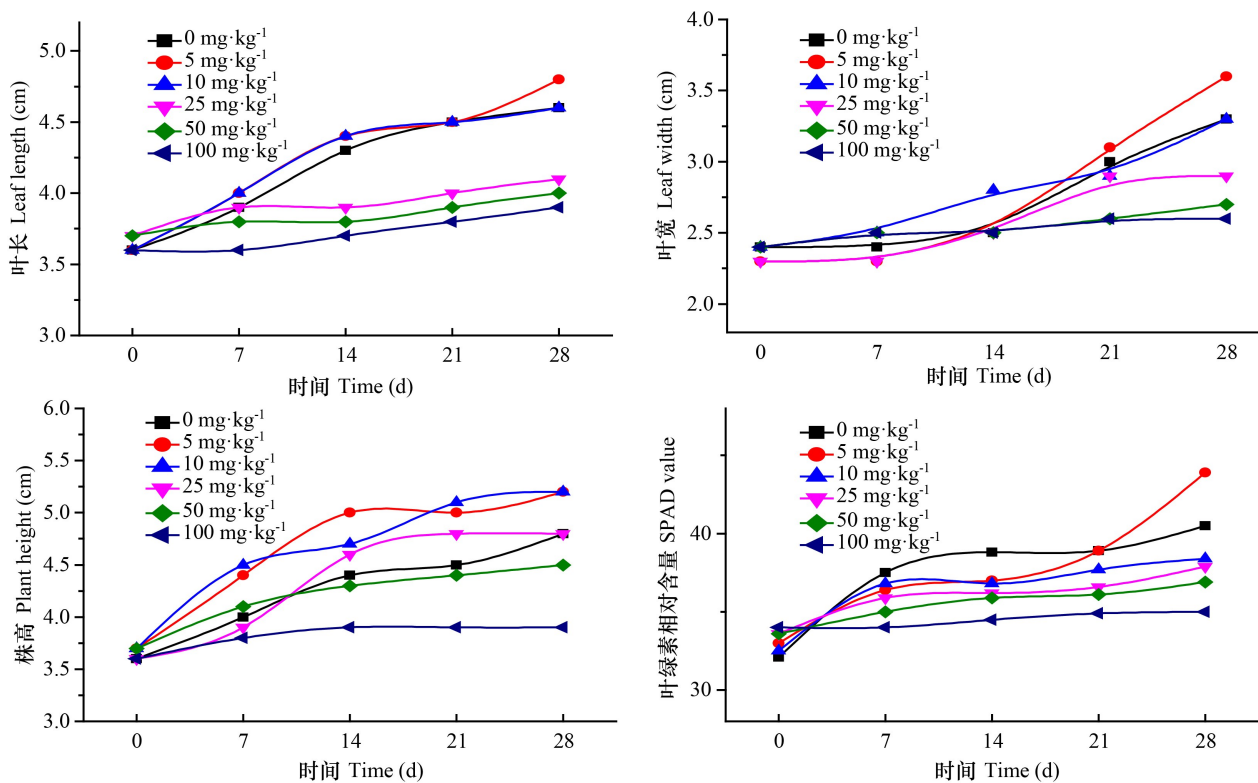 叶长 Leaf length (cm)
5.0
4.5
4.0
3.5
3.0
0 mg·kg-1
5 mg·kg-1
10 mg·kg-1
25 mg·kg-1
50 mg·kg-1
100 mg·kg-1
0 7 14 21 28
时间 Time (d)
叶宽 Leaf width (cm)
4.0
3.5
3.0
2.5
2.0
0 mg·kg-1
5 mg·kg-1
10 mg·kg-1
25 mg·kg-1
50 mg·kg-1
100 mg·kg-1
0 7 14 21 28
时间 Time (d)
株高 Plant height (cm)
6.0
5.5
5.0
4.5
4.0
3.5
3.0
0 mg·kg-1
5 mg·kg-1
10 mg·kg-1
25 mg·kg-1
50 mg·kg-1
100 mg·kg-1
0 7 14 21 28
时间 Time (d)
叶绿素相对含量 SPAD value
40
30
0 mg·kg-1
5 mg·kg-1
10 mg·kg-1
25 mg·kg-1
50 mg·kg-1
100 mg·kg-1
0 7 14 21 28
时间 Time (d)